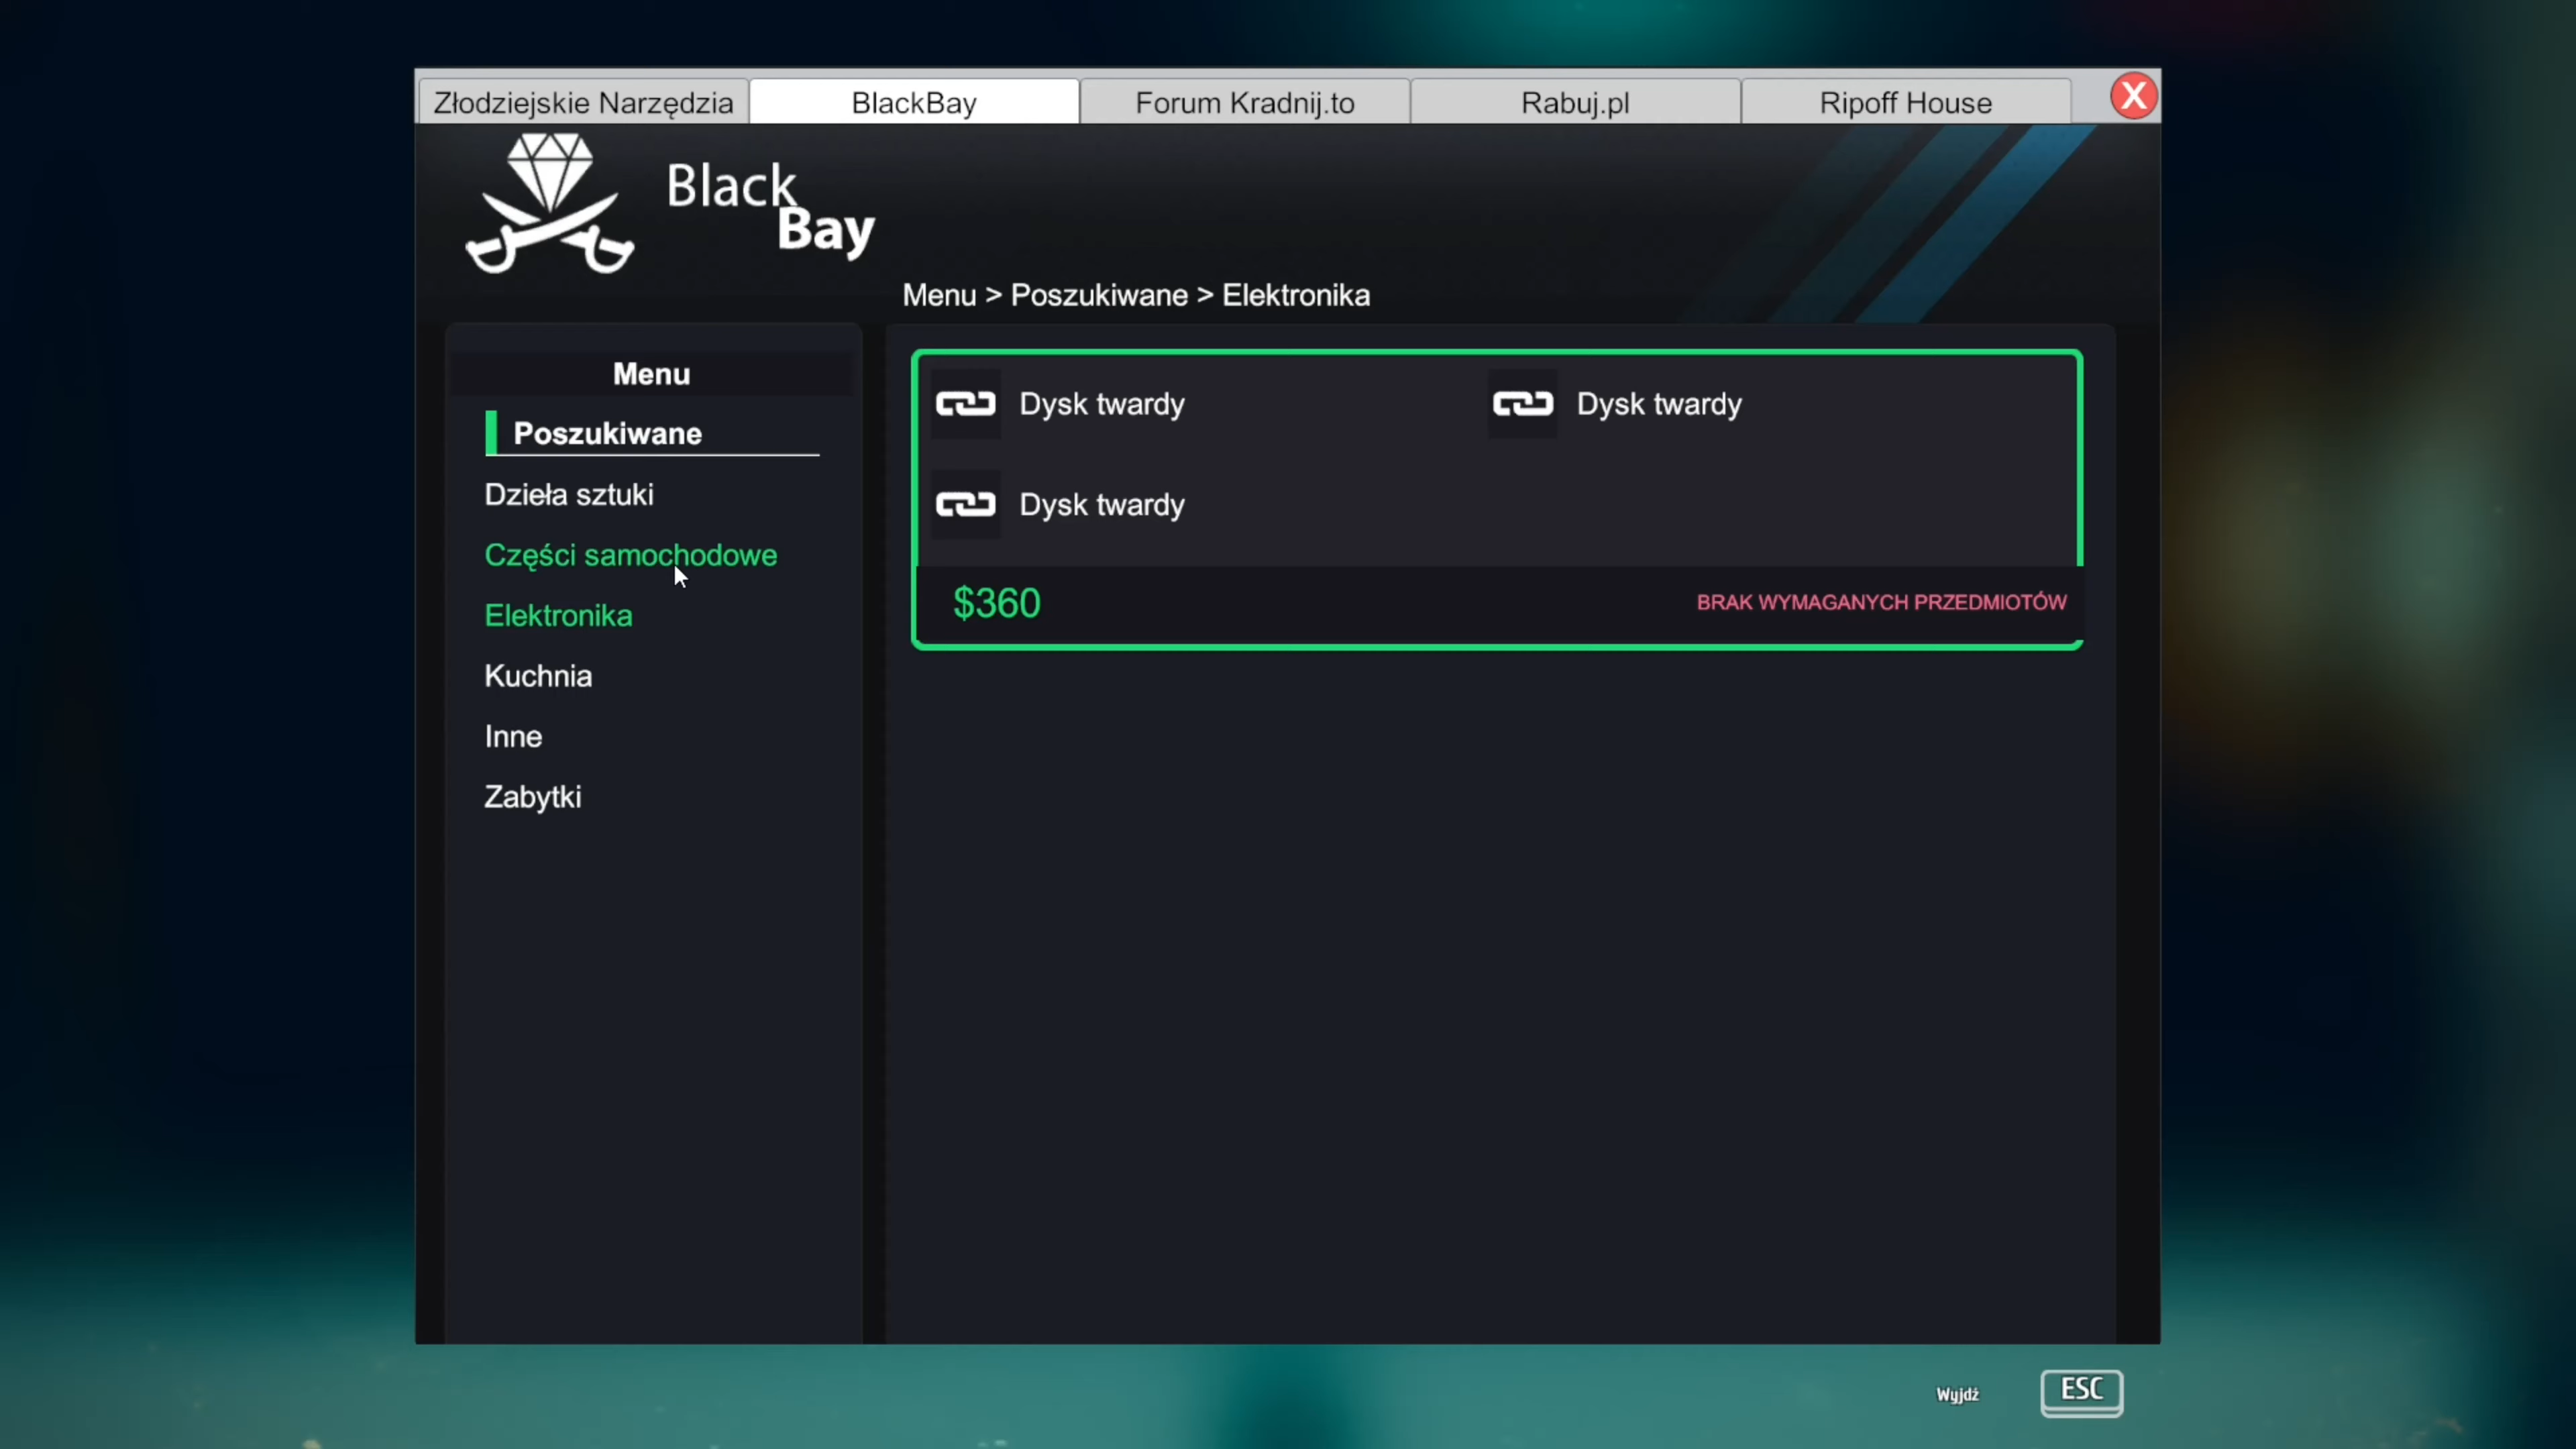 Złodziejskie Narzędzia
BlackBay
Forum Kradnij.to
Rabuj.pl
Ripoff House
X
Black
Bay
Menu > Poszukiwane > Elektronika
Menu
Poszukiwane
Dzieła sztuki
Części samochodowe
Elektronika
Kuchnia
Inne
Zabytki
Dysk twardy
Dysk twardy
Dysk twardy
$360
BRAK WYMAGANYCH PRZEDMIOTÓW
Wyjdź
ESC